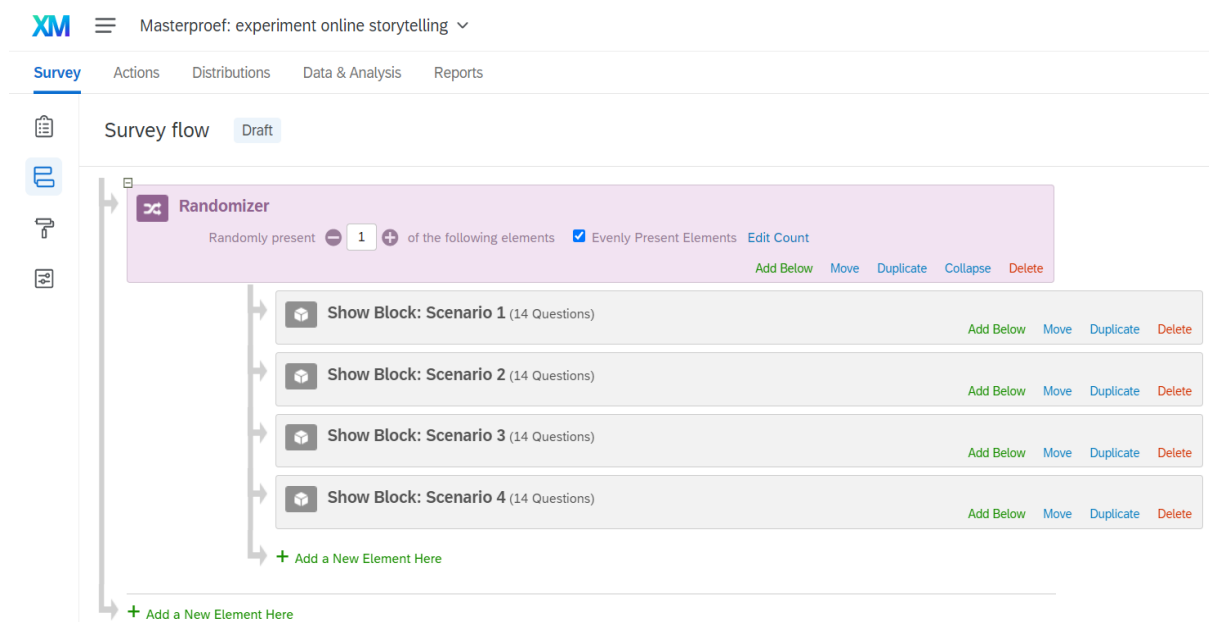 XM Masterproef: experiment online storytelling
Survey Actions Distributions Data & Analysis Reports
Survey flow Draft
Randomizer
Randomly present 1 of the following elements Evenly Present Elements Edit Count
Add Below Move Duplicate Collapse Delete
Show Block: Scenario 1 (14 Questions)
Add Below Move Duplicate Delete
Show Block: Scenario 2 (14 Questions)
Add Below Move Duplicate Delete
Show Block: Scenario 3 (14 Questions)
Add Below Move Duplicate Delete
Show Block: Scenario 4 (14 Questions)
Add Below Move Duplicate Delete
+ Add a New Element Here
+ Add a New Element Here